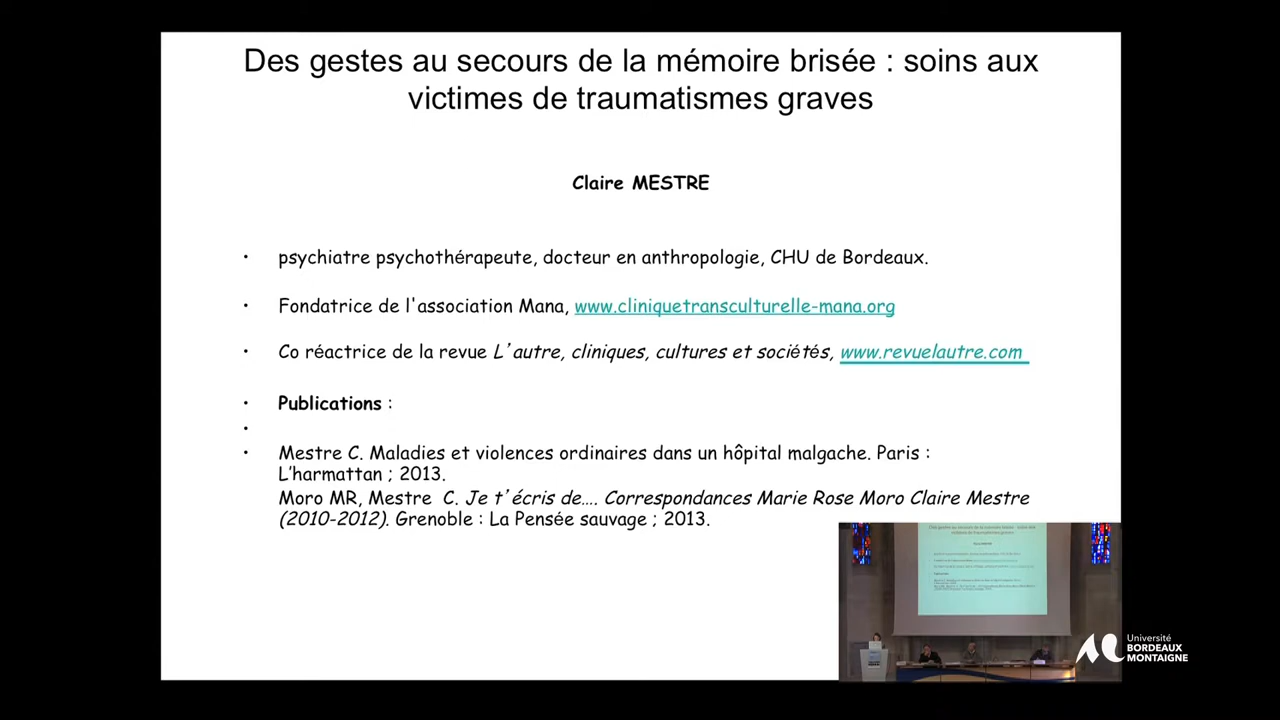 Des gestes au secours de la mémoire brisée : soins aux
victimes de traumatismes graves
Claire MESTRE
• psychiatre psychothérapeute, docteur en anthropologie, CHU de Bordeaux.
• Fondatrice de l'association Mana, www.cliniquetransculturelle-mana.org
• Co réactrice de la revue L'autre, cliniques, cultures et sociétés, www.revuelautre.com
• Publications :
•
• Mestre C. Maladies et violences ordinaires dans un hôpital malgache. Paris :
L'harmattan ; 2013.
Moro MR, Mestre C. Je t'écris de.... Correspondances Marie Rose Moro Claire Mestre
(2010-2012). Grenoble : La Pensée sauvage ; 2013.
Université
BORDEAUX
MONTAIGNE